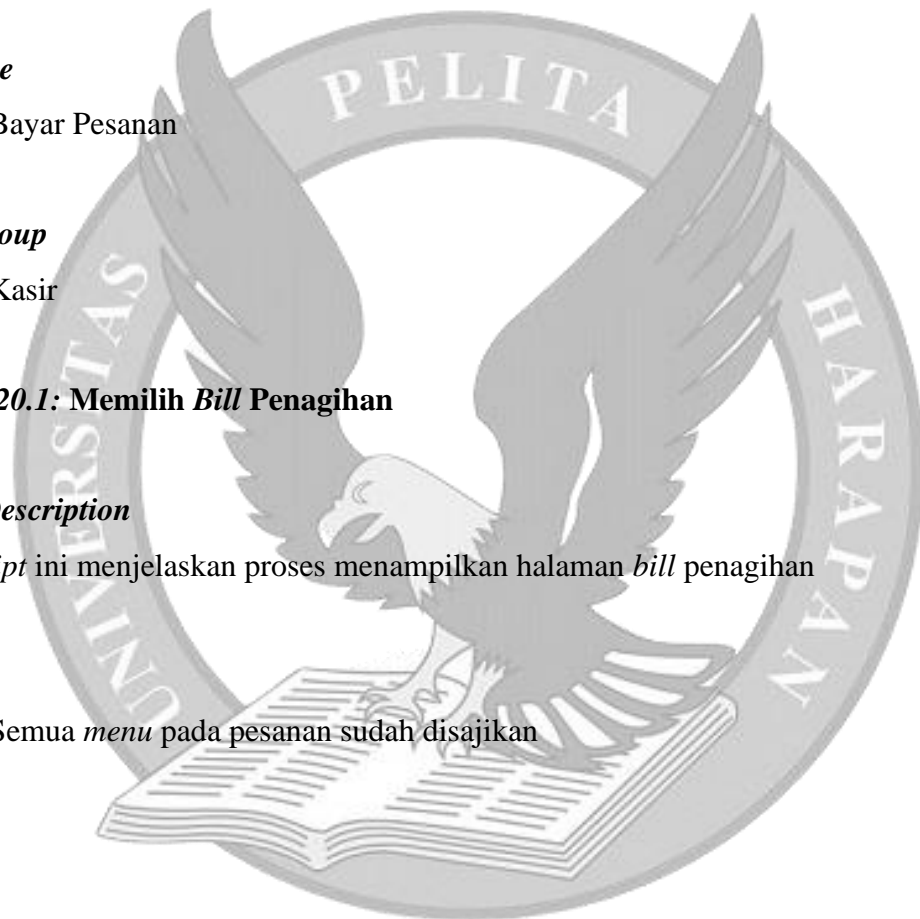 e
Bayar Pesanan
oup
Kasir
20.1: Memilih Bill Penagihan
escription
ipt ini menjelaskan proses menampilkan halaman bill penagihan
Semua menu pada pesanan sudah disajikan
UNIVERSITAS PELITA HARAPAN